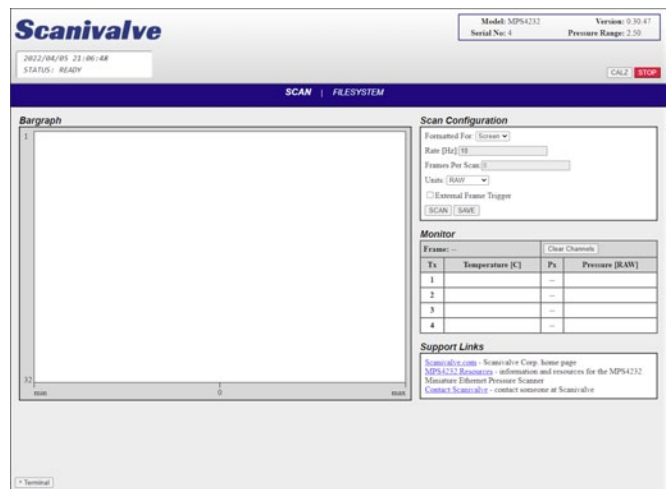 Scanivalve
Model: MPS4232
Version: 0.30.47
Serial No: 4
Pressure Range: 2.50
2022/04/05 21:06:48
STATUS: READY
CALZ
STOP
SCAN | FILESYSTEM
Bargraph
1
32
min
0
max
Scan Configuration
Formatted For: Screen
Rate [Hz]: 10
Frames Per Scan: 0
Units: RAW
External Frame Trigger
SCAN SAVE
Monitor
Frame: --
Clear Channels
Tx Temperature [C] Px Pressure [RAW]
1 --
2 --
3 --
4 --
Support Links
Scanivalve.com - Scanivalve Corp. home page
MPS4232 Resources - information and resources for the MPS4232
Miniature Ethernet Pressure Scanner
Contact Scanivalve - contact someone at Scanivalve
^ Terminal